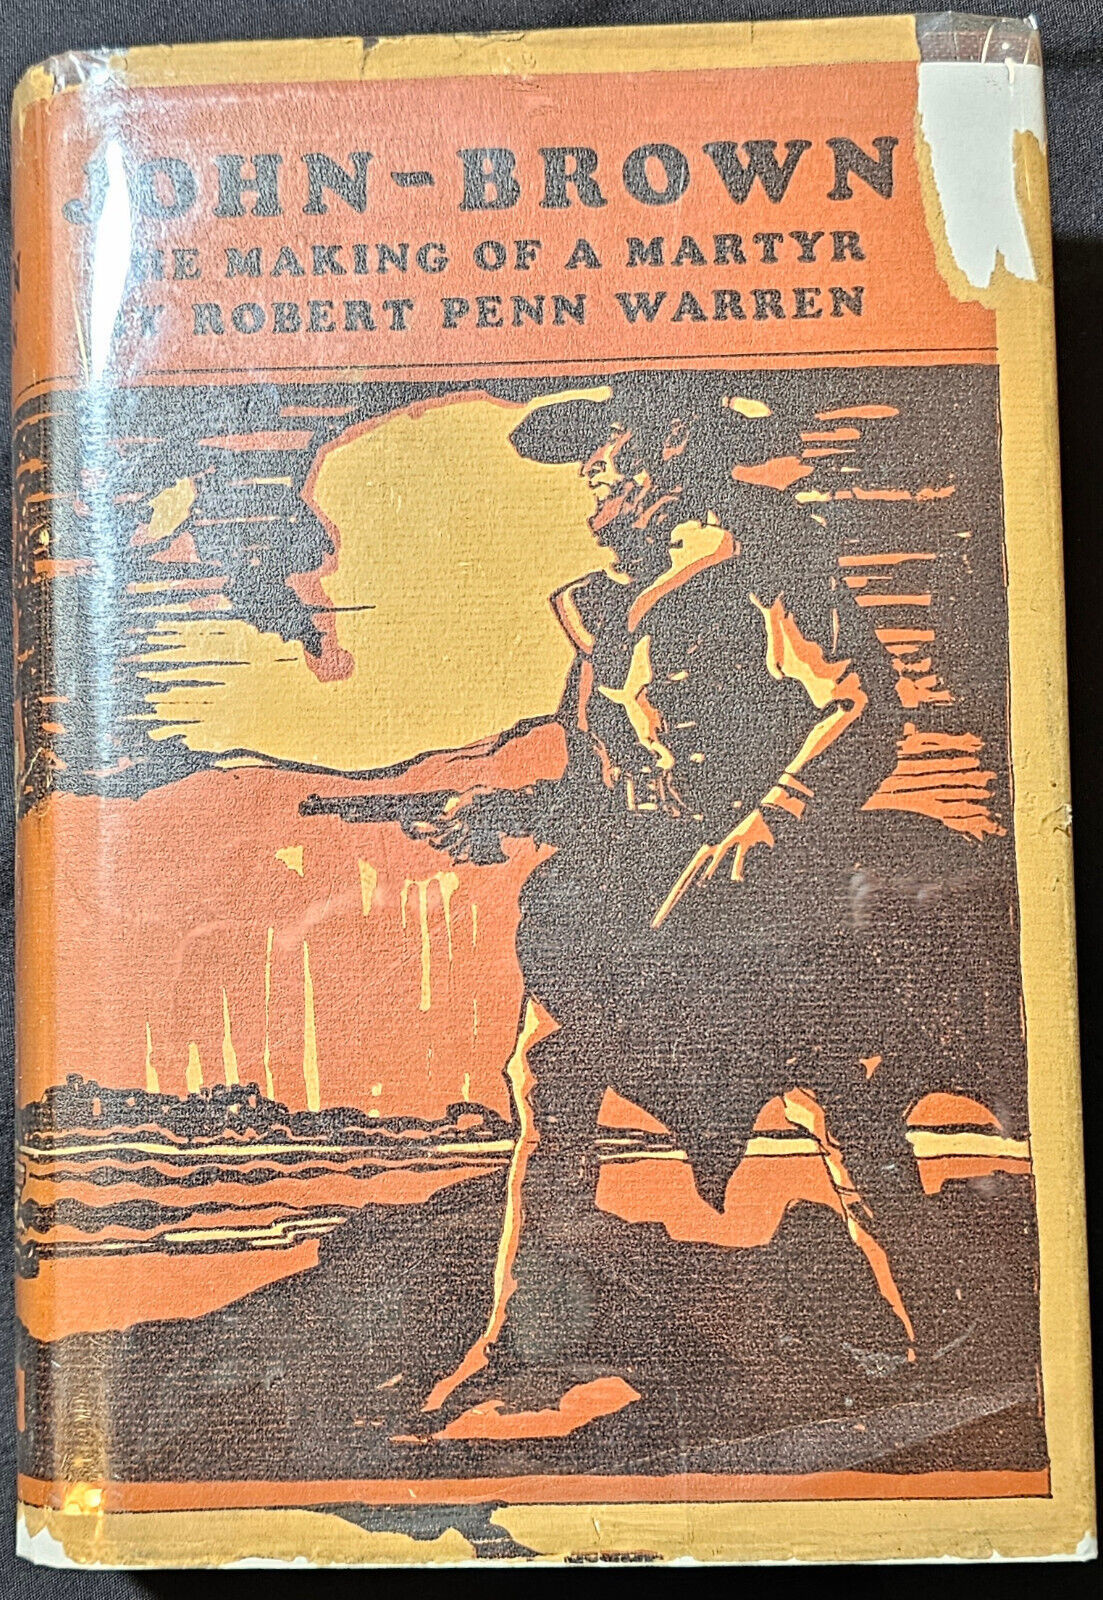 JOHN-BROWN
THE MAKING OF A MARTYR
BY ROBERT PENN WARREN